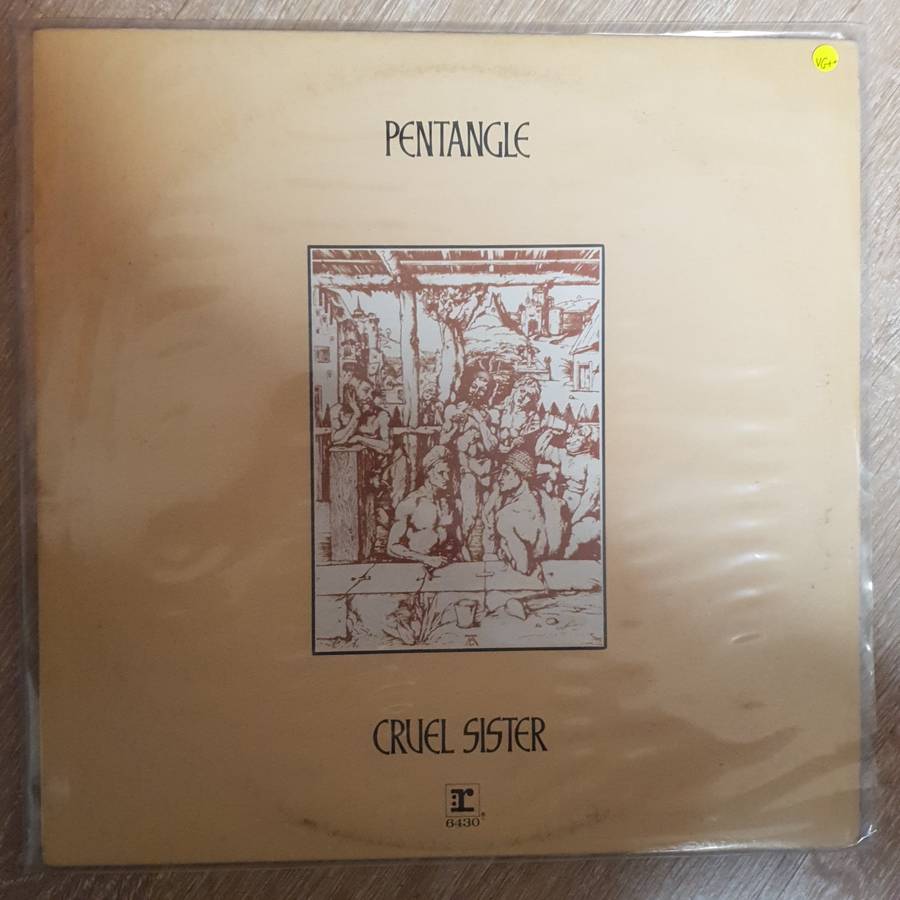 VG++
PENTANGLE
CRUEL SISTER
r
6430